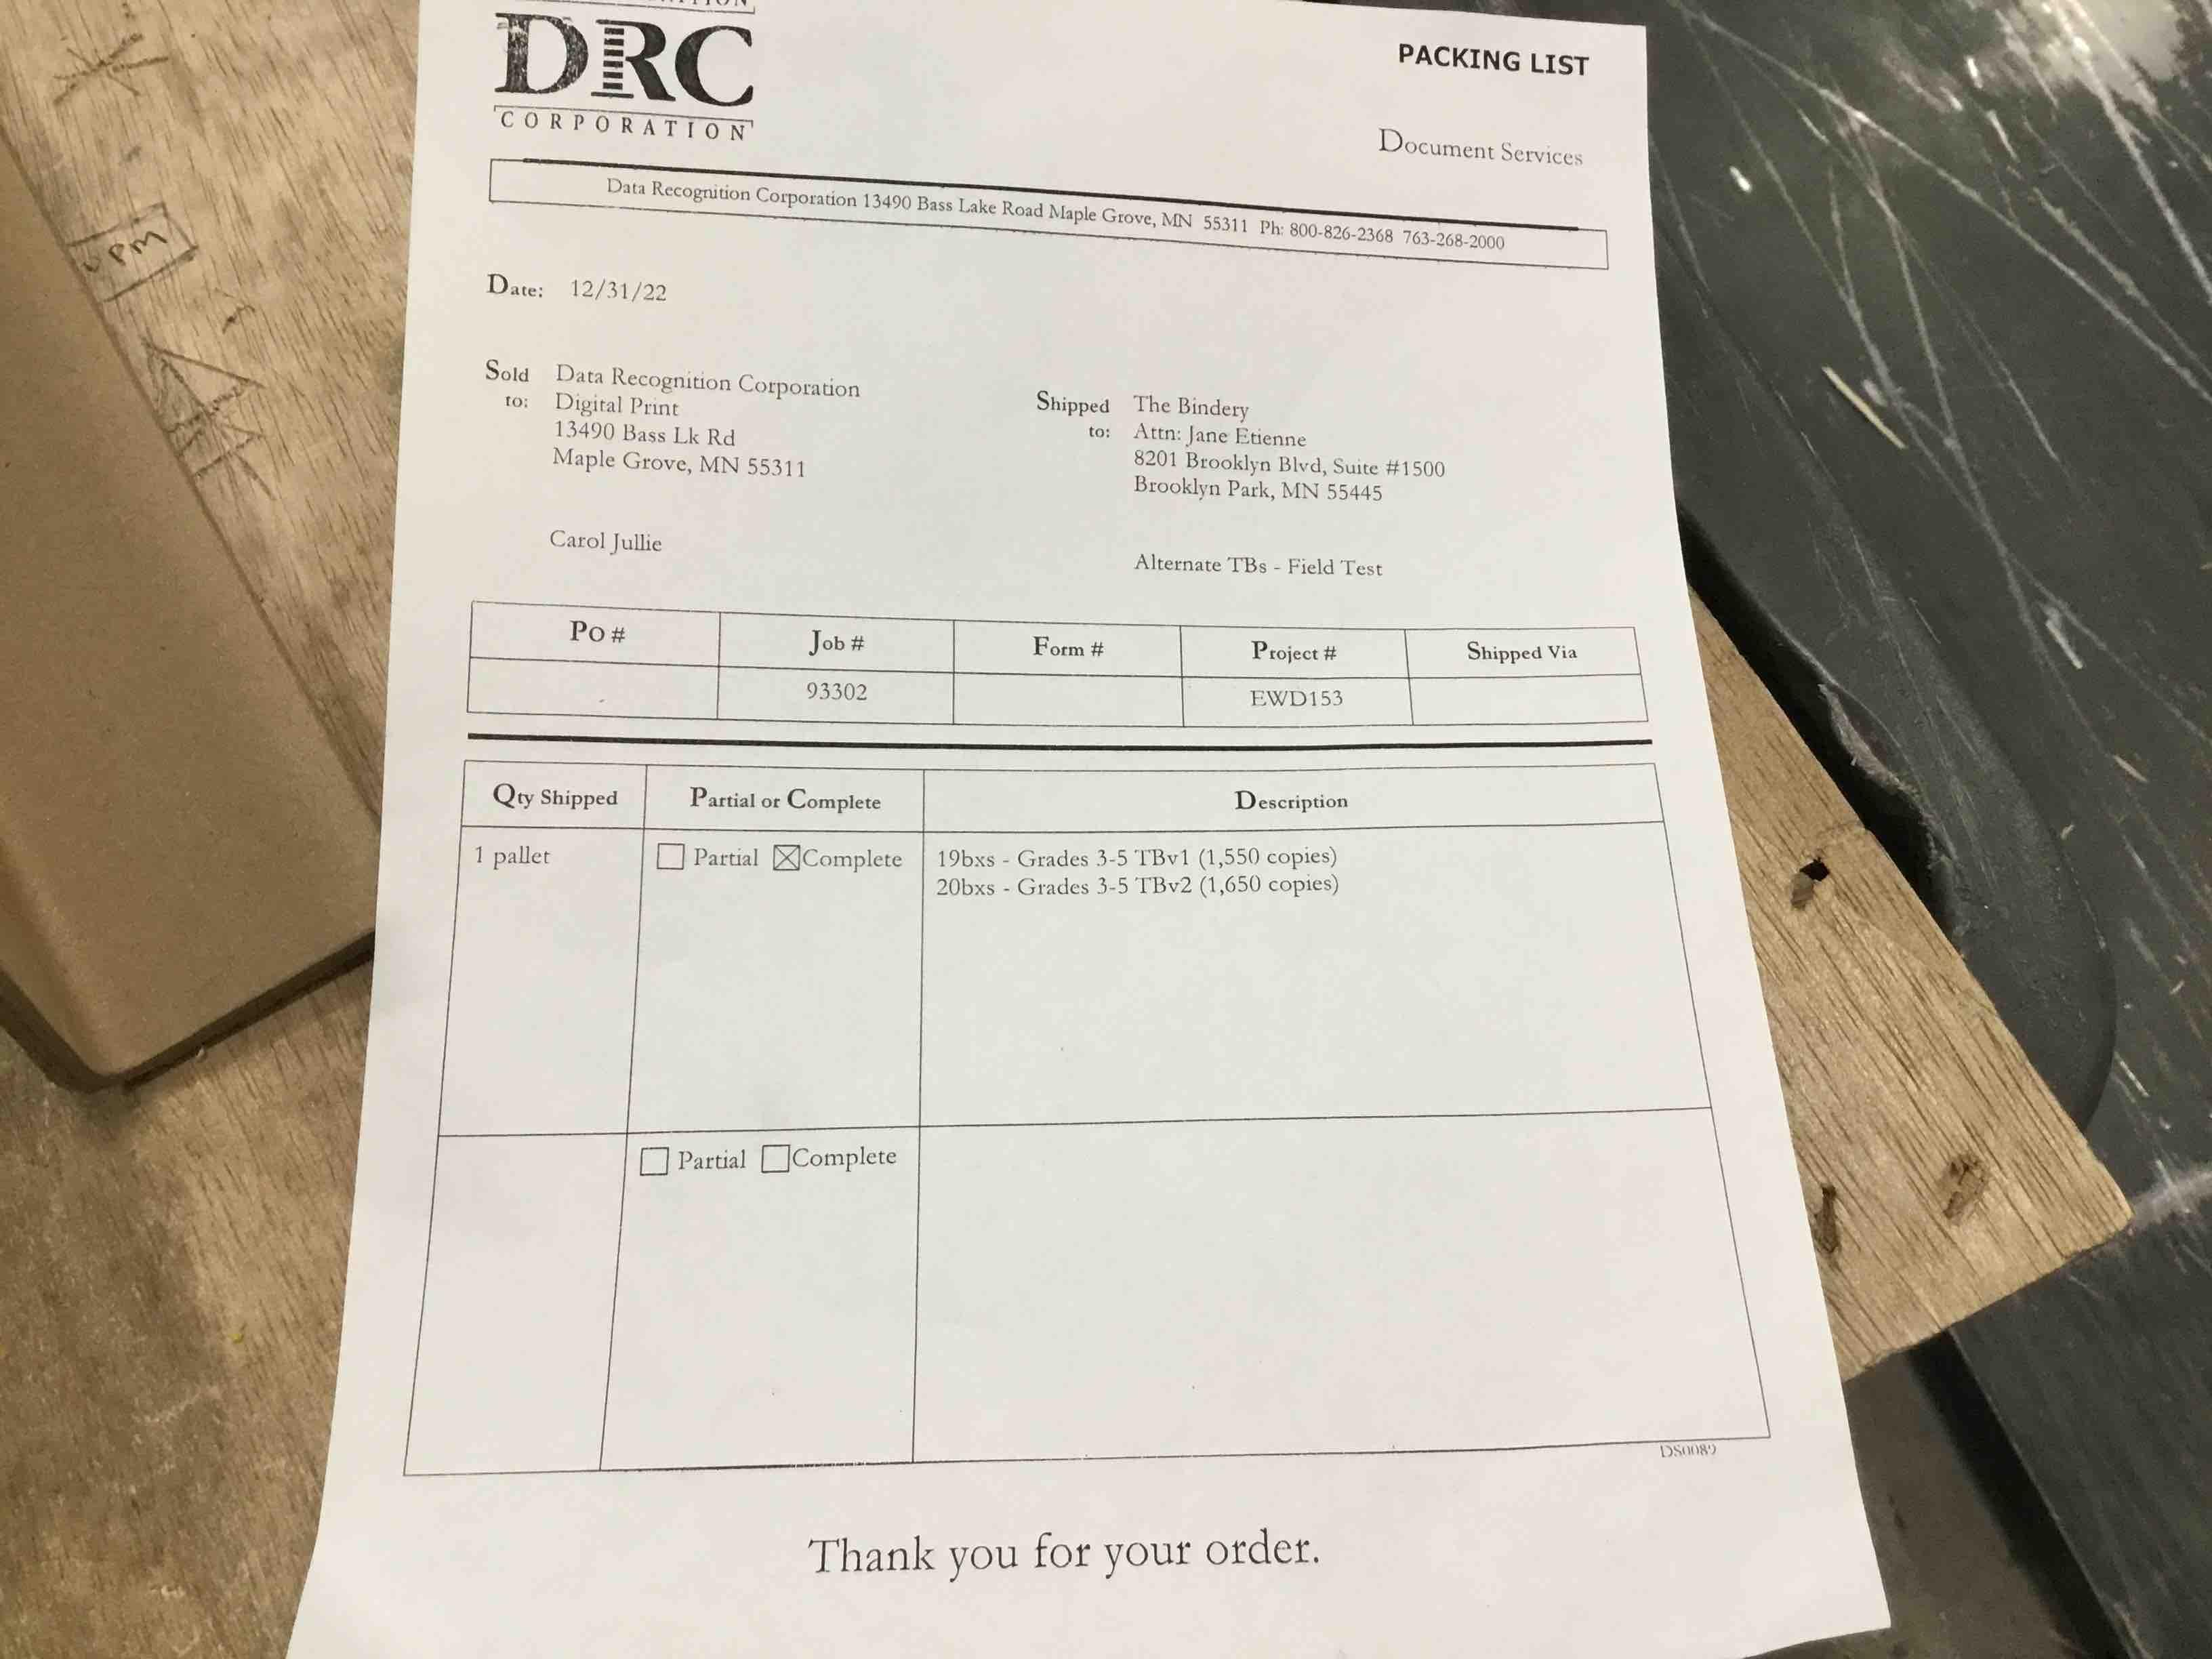 DRC
CORPORATION
PACKING LIST
Document Services
Data Recognition Corporation 13490 Bass Lake Road Maple Grove, MN 55311 Ph: 800-826-2368 763-268-2000
Date: 12/31/22
Sold to:
Data Recognition Corporation
Digital Print
13490 Bass Lk Rd
Maple Grove, MN 55311
Carol Jullie
Shipped to:
The Bindery
Attn: Jane Etienne
8201 Brooklyn Blvd, Suite #1500
Brooklyn Park, MN 55445
Alternate TBs - Field Test
PO # Job # Form # Project # Shipped Via
93302 EWD153
Qty Shipped Partial or Complete Description
1 pallet Partial Complete 19bxs - Grades 3-5 TBv1 (1,550 copies)
20bxs - Grades 3-5 TBv2 (1,650 copies)
Partial Complete
DS0089
Thank you for your order.
PM